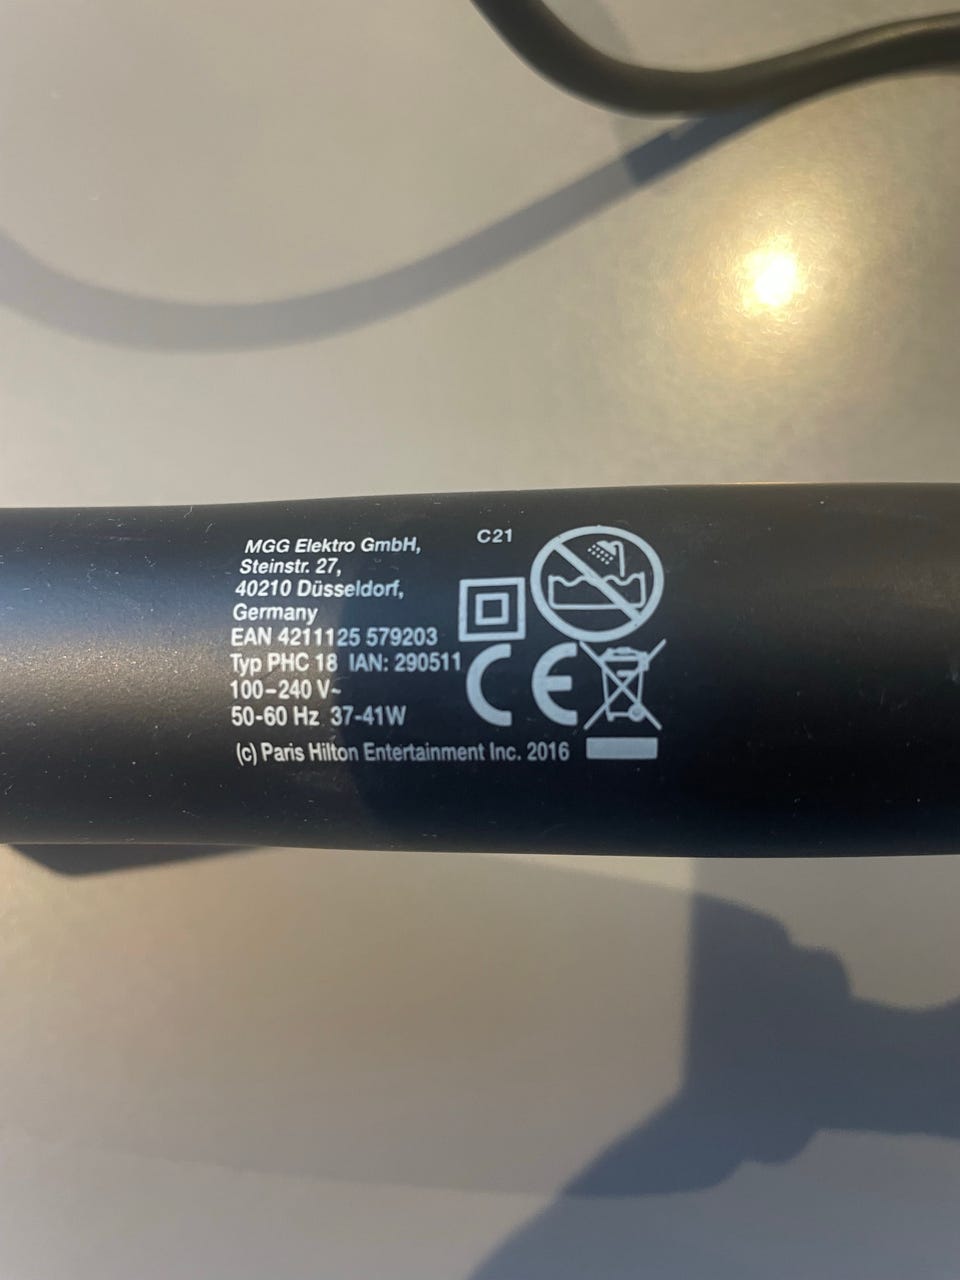 MGG Elektro GmbH,
Steinstr. 27,
40210 Düsseldorf,
Germany
EAN 4211125 579203
Typ PHC 18 IAN: 290511
100-240 V~
50-60 Hz 37-41W
(c) Paris Hilton Entertainment Inc. 2016
C21
CE